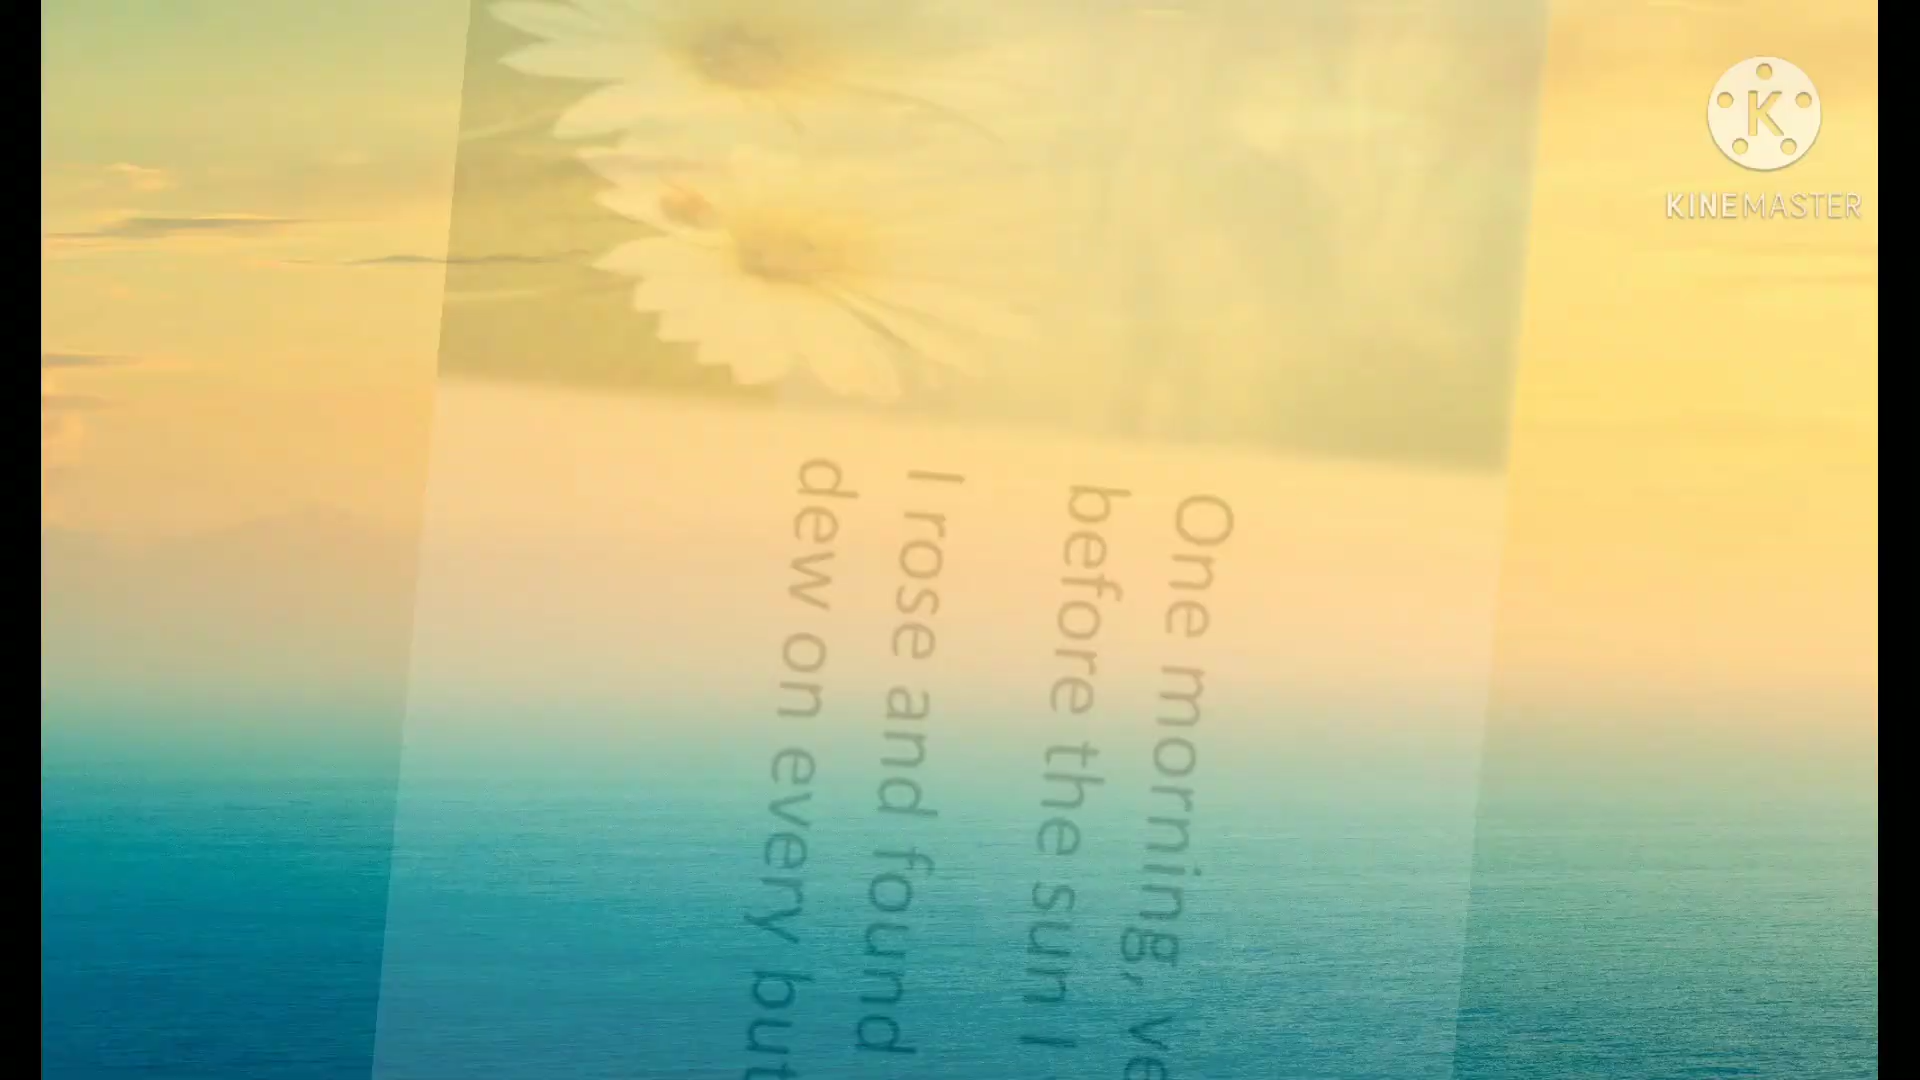 KINEMASTER
One morning, ve
before the sun
I rose and found
dew on every but